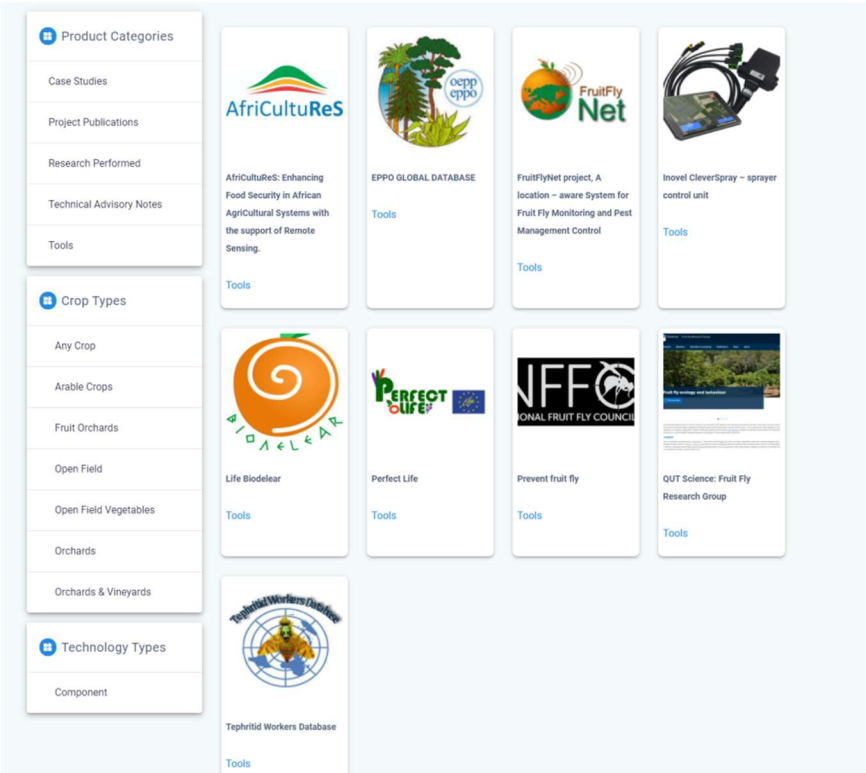 Product Categories
Case Studies
Project Publications
Research Performed
Technical Advisory Notes
Tools
Crop Types
Any Crop
Arable Crops
Fruit Orchards
Open Field
Open Field Vegetables
Orchards
Orchards & Vineyards
Technology Types
Component
AfriCultuReS
AfriCultuReS: Enhancing
Food Security in African
AgriCultural Systems with
the support of Remote
Sensing.
Tools
oepp
eppo
EPPO GLOBAL DATABASE
Tools
FruitFly
Net
FruitFlyNet project, A
location – aware System for
Fruit Fly Monitoring and Pest
Management Control
Tools
Inovel CleverSpray – sprayer
control unit
Tools
Life Biodelear
Tools
PERFECT
LIFE
Perfect Life
Tools
NFFC
IONAL FRUIT FLY COUNCIL
Prevent fruit fly
Tools
Fruit fly ecology and behaviour
QUT Science: Fruit Fly
Research Group
Tools
Tephritid Workers Database
Tephritid Workers Database
Tools